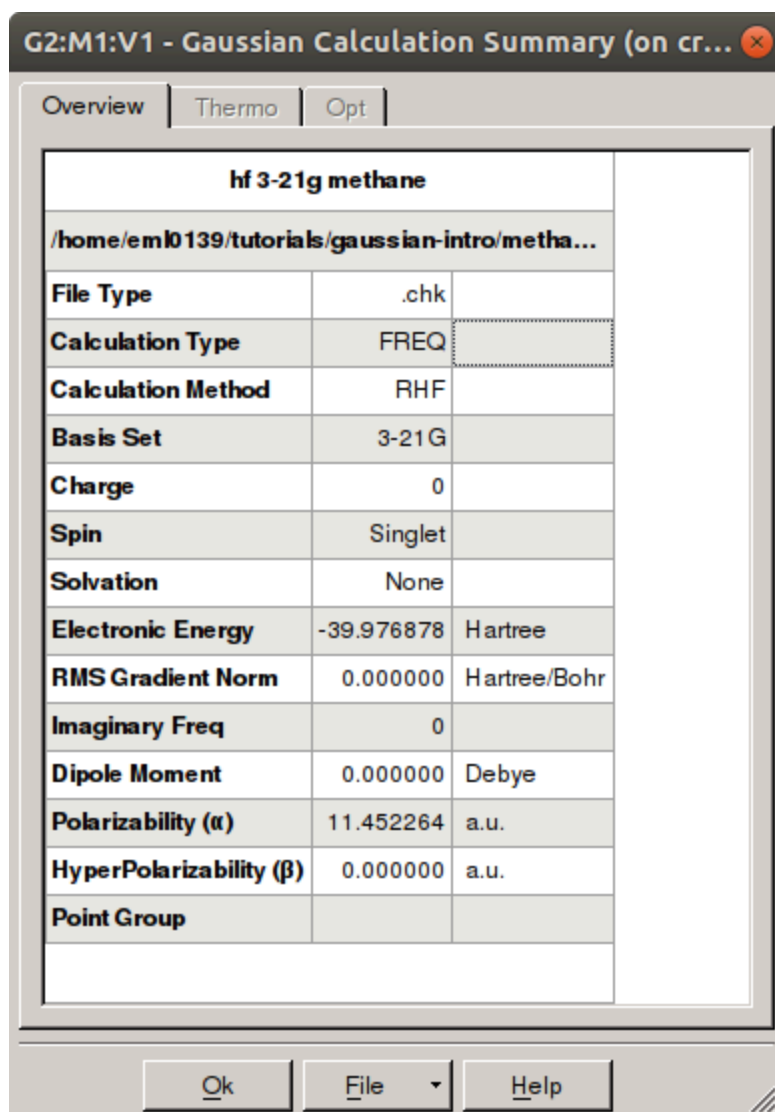 G2:M1:V1 - Gaussian Calculation Summary (on cr...
Overview Thermo Opt
hf 3-21g methane
/home/eml0139/tutorials/gaussian-intro/metha...
File Type .chk
Calculation Type FREQ
Calculation Method RHF
Basis Set 3-21G
Charge 0
Spin Singlet
Solvation None
Electronic Energy -39.976878 Hartree
RMS Gradient Norm 0.000000 Hartree/Bohr
Imaginary Freq 0
Dipole Moment 0.000000 Debye
Polarizability (α) 11.452264 a.u.
HyperPolarizability (β) 0.000000 a.u.
Point Group
Ok File Help